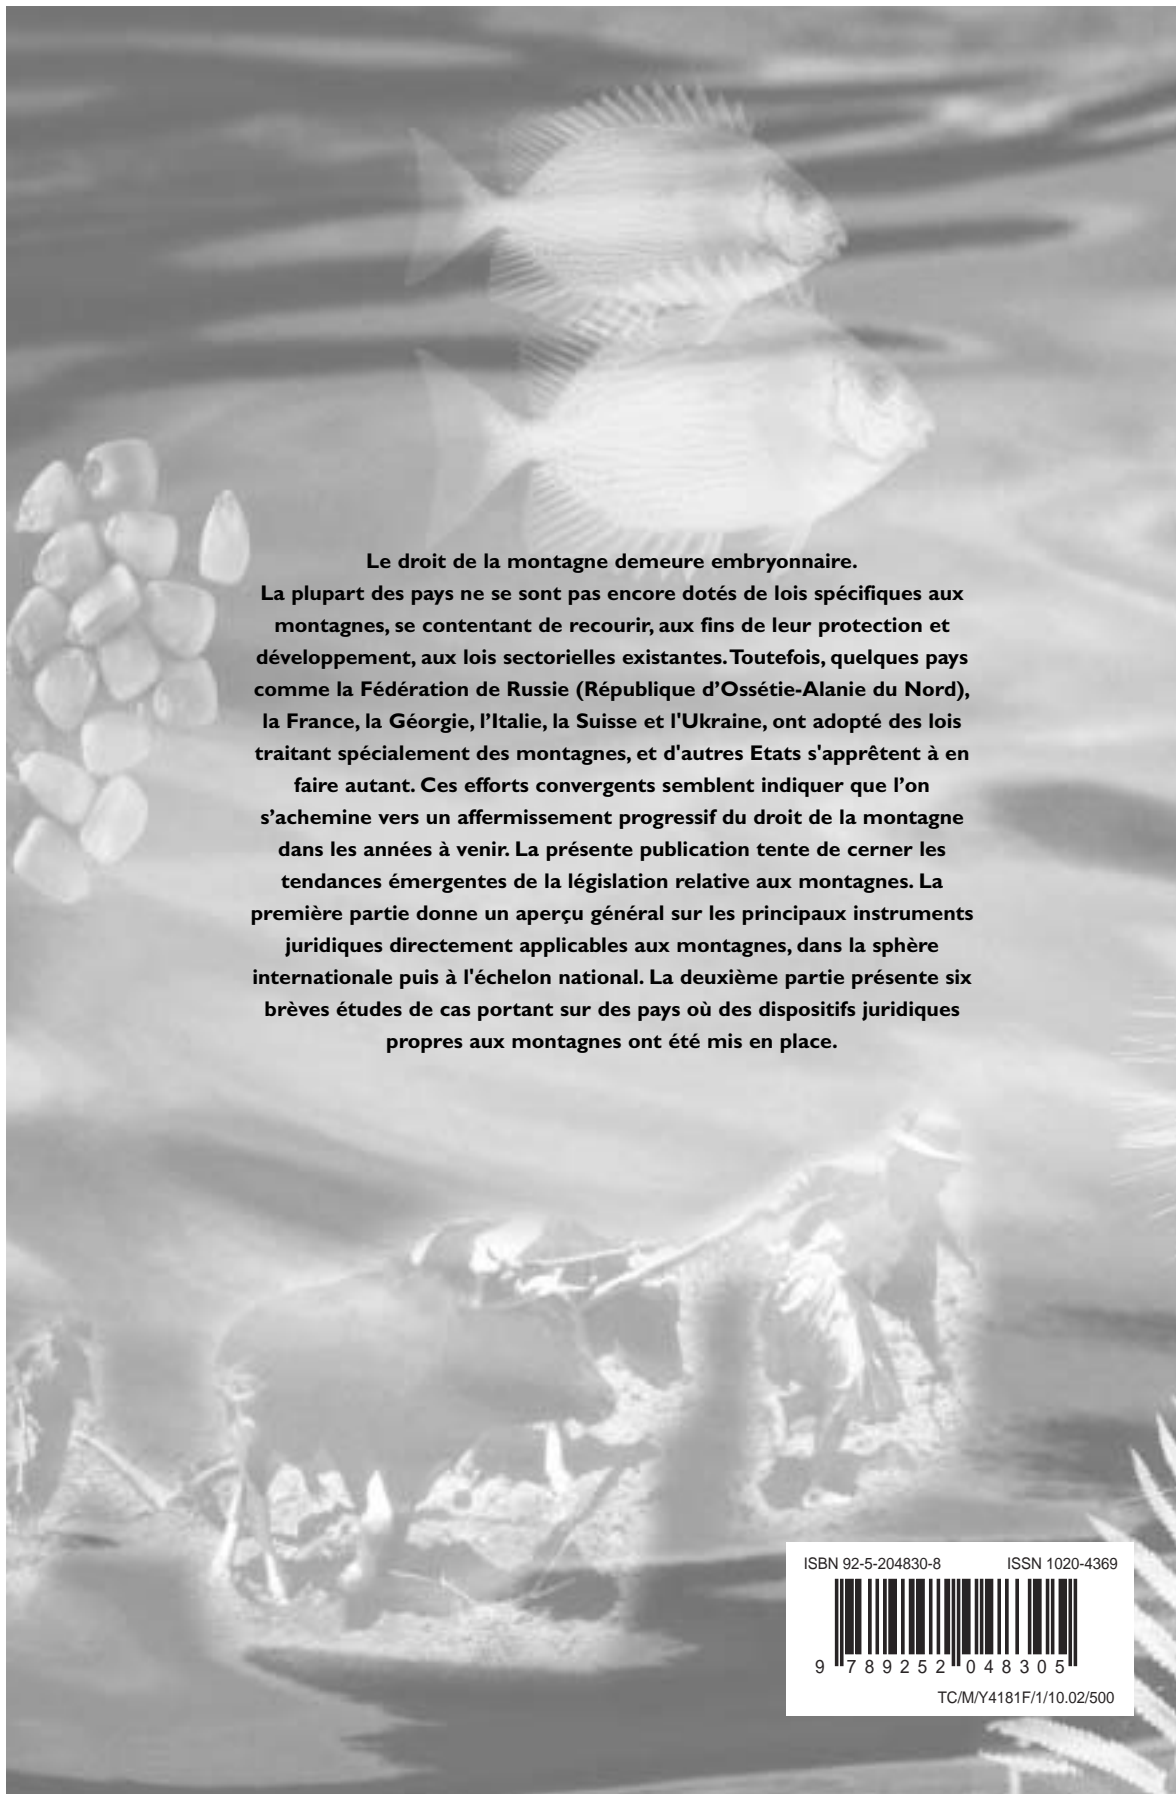 Le droit de la montagne demeure embryonnaire.
La plupart des pays ne se sont pas encore dotés de lois spécifiques aux
montagnes, se contentant de recourir, aux fins de leur protection et
développement, aux lois sectorielles existantes. Toutefois, quelques pays
comme la Fédération de Russie (République d’Ossétie-Alanie du Nord),
la France, la Géorgie, l’Italie, la Suisse et l'Ukraine, ont adopté des lois
traitant spécialement des montagnes, et d'autres Etats s'apprêtent à en
faire autant. Ces efforts convergents semblent indiquer que l’on
s’achemine vers un affermissement progressif du droit de la montagne
dans les années à venir. La présente publication tente de cerner les
tendances émergentes de la législation relative aux montagnes. La
première partie donne un aperçu général sur les principaux instruments
juridiques directement applicables aux montagnes, dans la sphère
internationale puis à l'échelon national. La deuxième partie présente six
brèves études de cas portant sur des pays où des dispositifs juridiques
propres aux montagnes ont été mis en place.
ISBN 92-5-204830-8 ISSN 1020-4369
9 789252 048305
TC/M/Y4181F/1/10.02/500